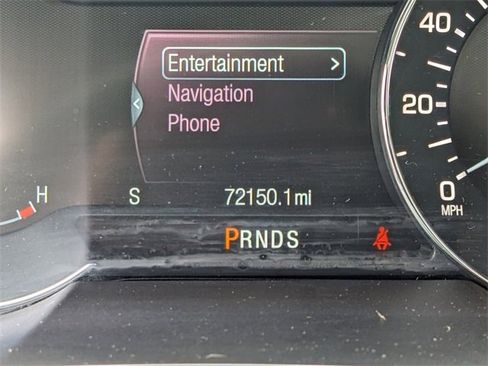 40
Entertainment >
Navigation
<
Phone
20
H
S
72150.1mi
0
MPH
PRNDS